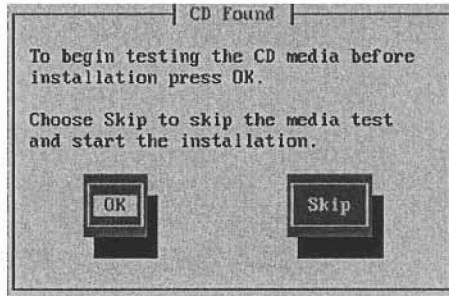 CD Found
To begin testing the CD media before
installation press OK.
Choose Skip to skip the media test
and start the installation.
OK Skip